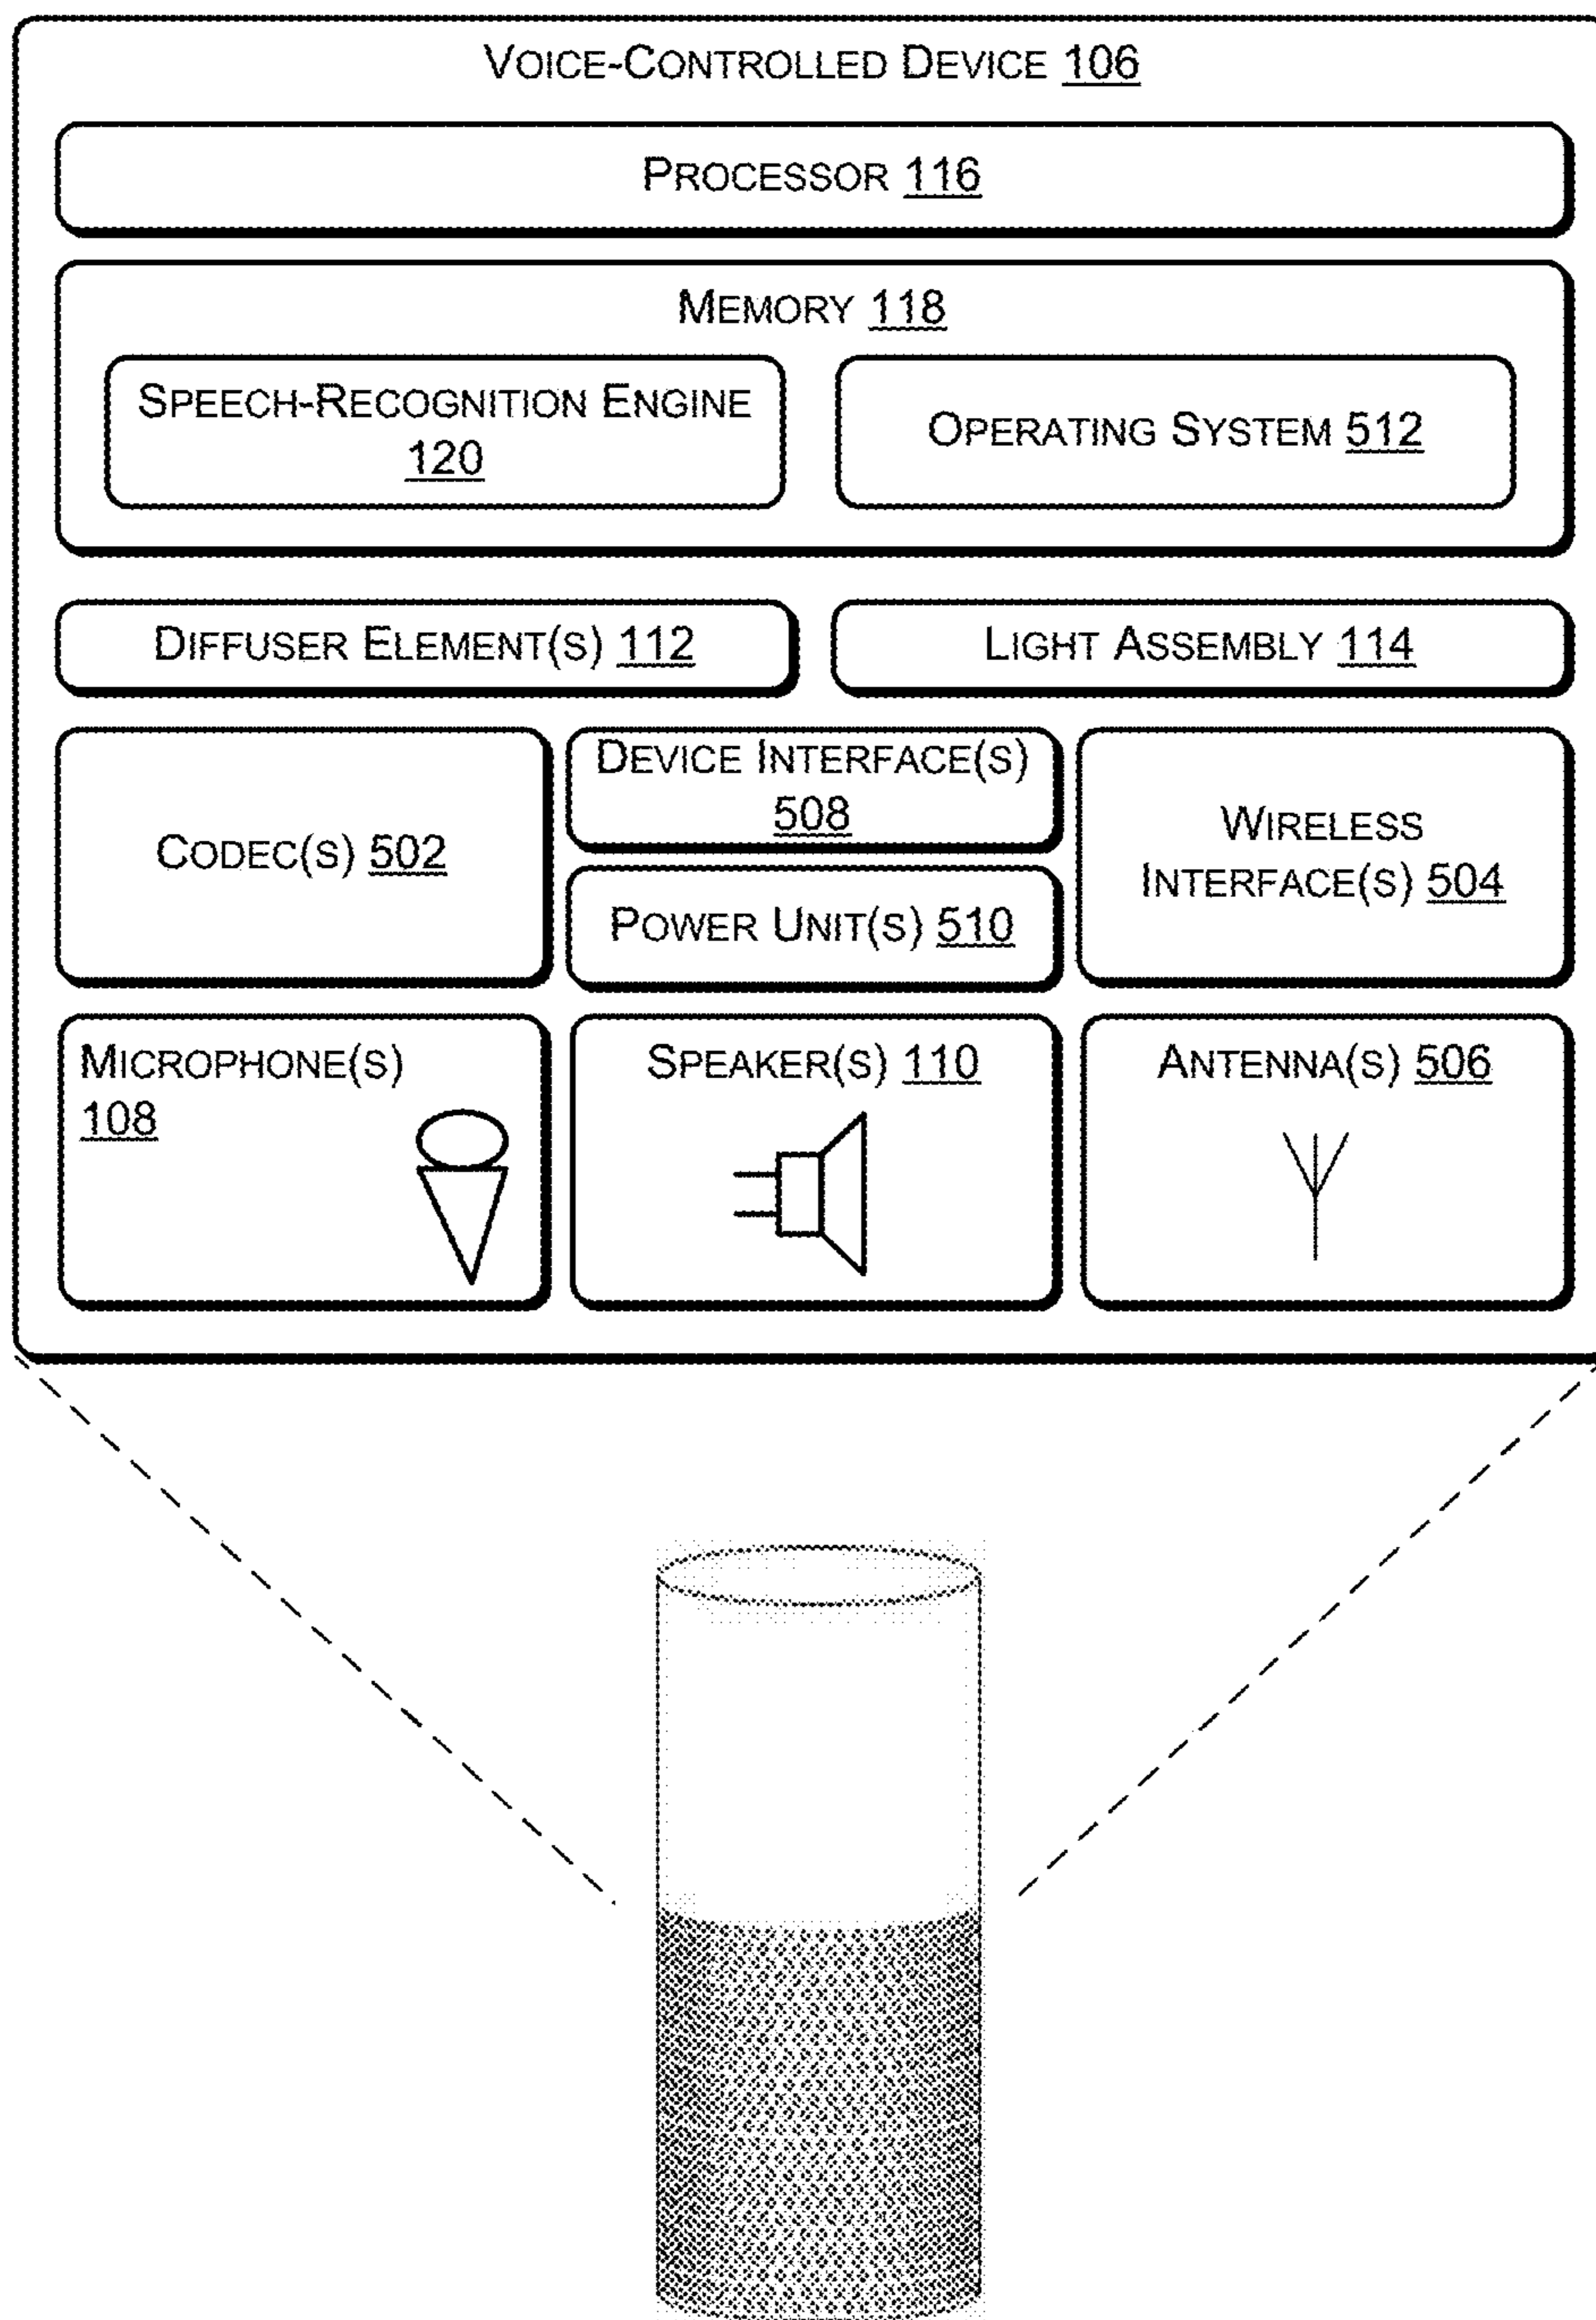 VOICE-CONTROLLED DEVICE 106
PROCESSOR 116
MEMORY 118
SPEECH-RECOGNITION ENGINE
120
OPERATING SYSTEM 512
DIFFUSER ELEMENT(S) 112
LIGHT ASSEMBLY 114
CODEC(S) 502
DEVICE INTERFACE(S)
508
POWER UNIT(S) 510
WIRELESS
INTERFACE(S) 504
MICROPHONE(S)
108
SPEAKER(S) 110
ANTENNA(S) 506